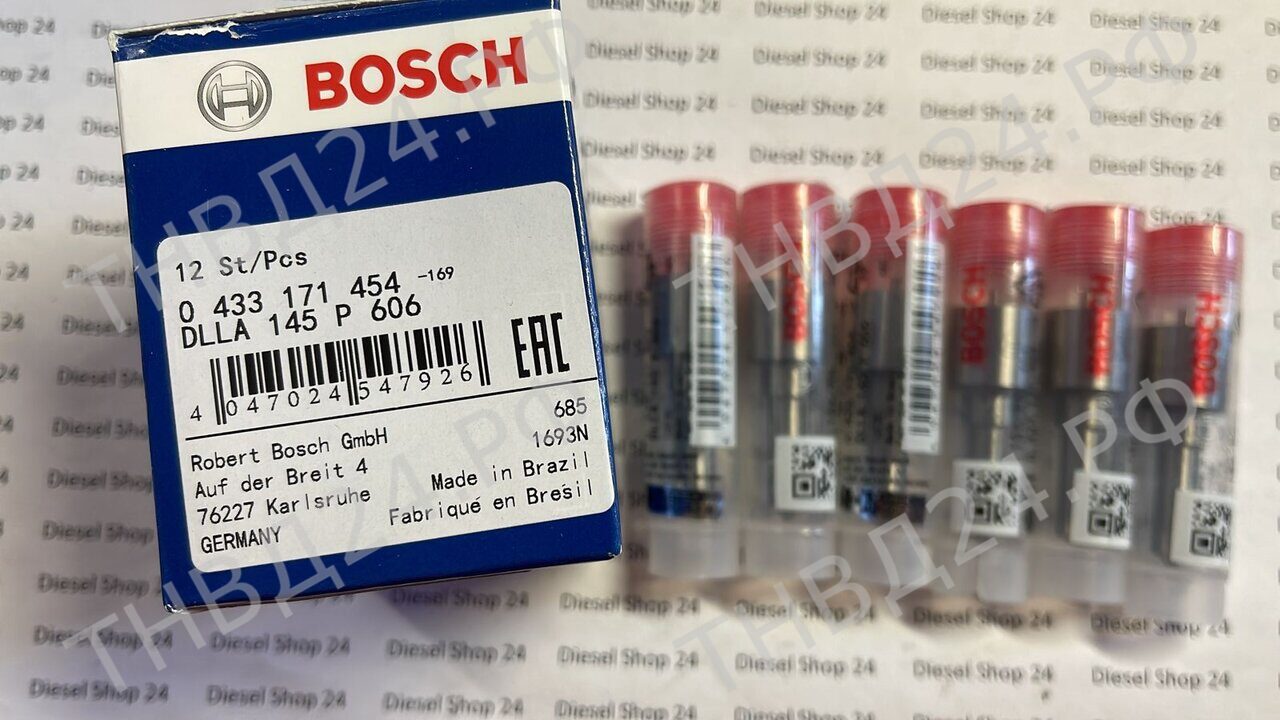 BOSCH
12 St/Pcs
0 433 171 454 -169
DLLA 145 P 606
4 047024 547926
EAC
685
1693N
Robert Bosch GmbH
Auf der Breit 4
76227 Karlsruhe
GERMANY
Made in Brazil
Fabriqué en Brésil
BOSCH
BOSCH
BOSCH
BOSCH
ТНВД24.РФ
ТНВД24.РФ
ТНВД24.РФ
ТНВД24.РФ
Diesel Shop 24